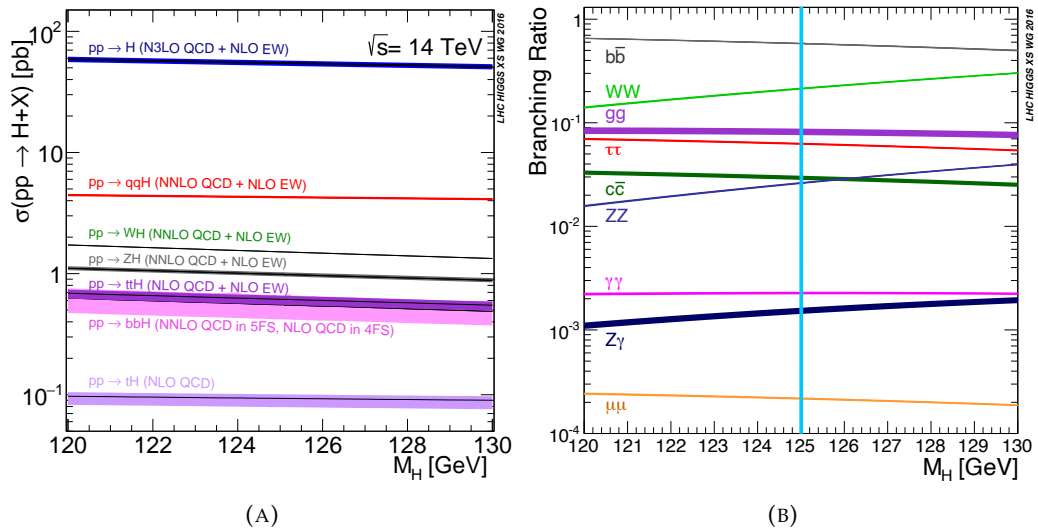 √s= 14 TeV
LHC HIGGS XS WG 2016
σ(pp → H+X) [pb]
10²
10
1
10⁻¹
pp → H (N3LO QCD + NLO EW)
pp → qqH (NNLO QCD + NLO EW)
pp → WH (NNLO QCD + NLO EW)
pp → ZH (NNLO QCD + NLO EW)
pp → ttH (NLO QCD + NLO EW)
pp → bbH (NNLO QCD in 5FS, NLO QCD in 4FS)
pp → tH (NLO QCD)
120 122 124 126 128 130
M_H [GeV]
(A)
LHC HIGGS XS WG 2016
Branching Ratio
1
10⁻¹
10⁻²
10⁻³
10⁻⁴
bb̅
WW
gg
ττ
cc̅
ZZ
γγ
Zγ
μμ
120 121 122 123 124 125 126 127 128 129 130
M_H [GeV]
(B)